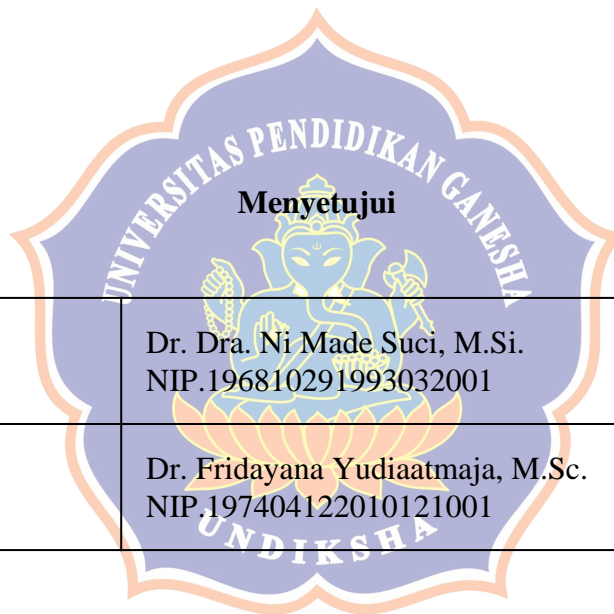 UNIVERSITAS PENDIDIKAN GANESHA
Menyetujui
Dr. Dra. Ni Made Suci, M.Si.
NIP.196810291993032001
Dr. Fridayana Yudiaatmaja, M.Sc.
NIP.197404122010121001
UNDIKSHA